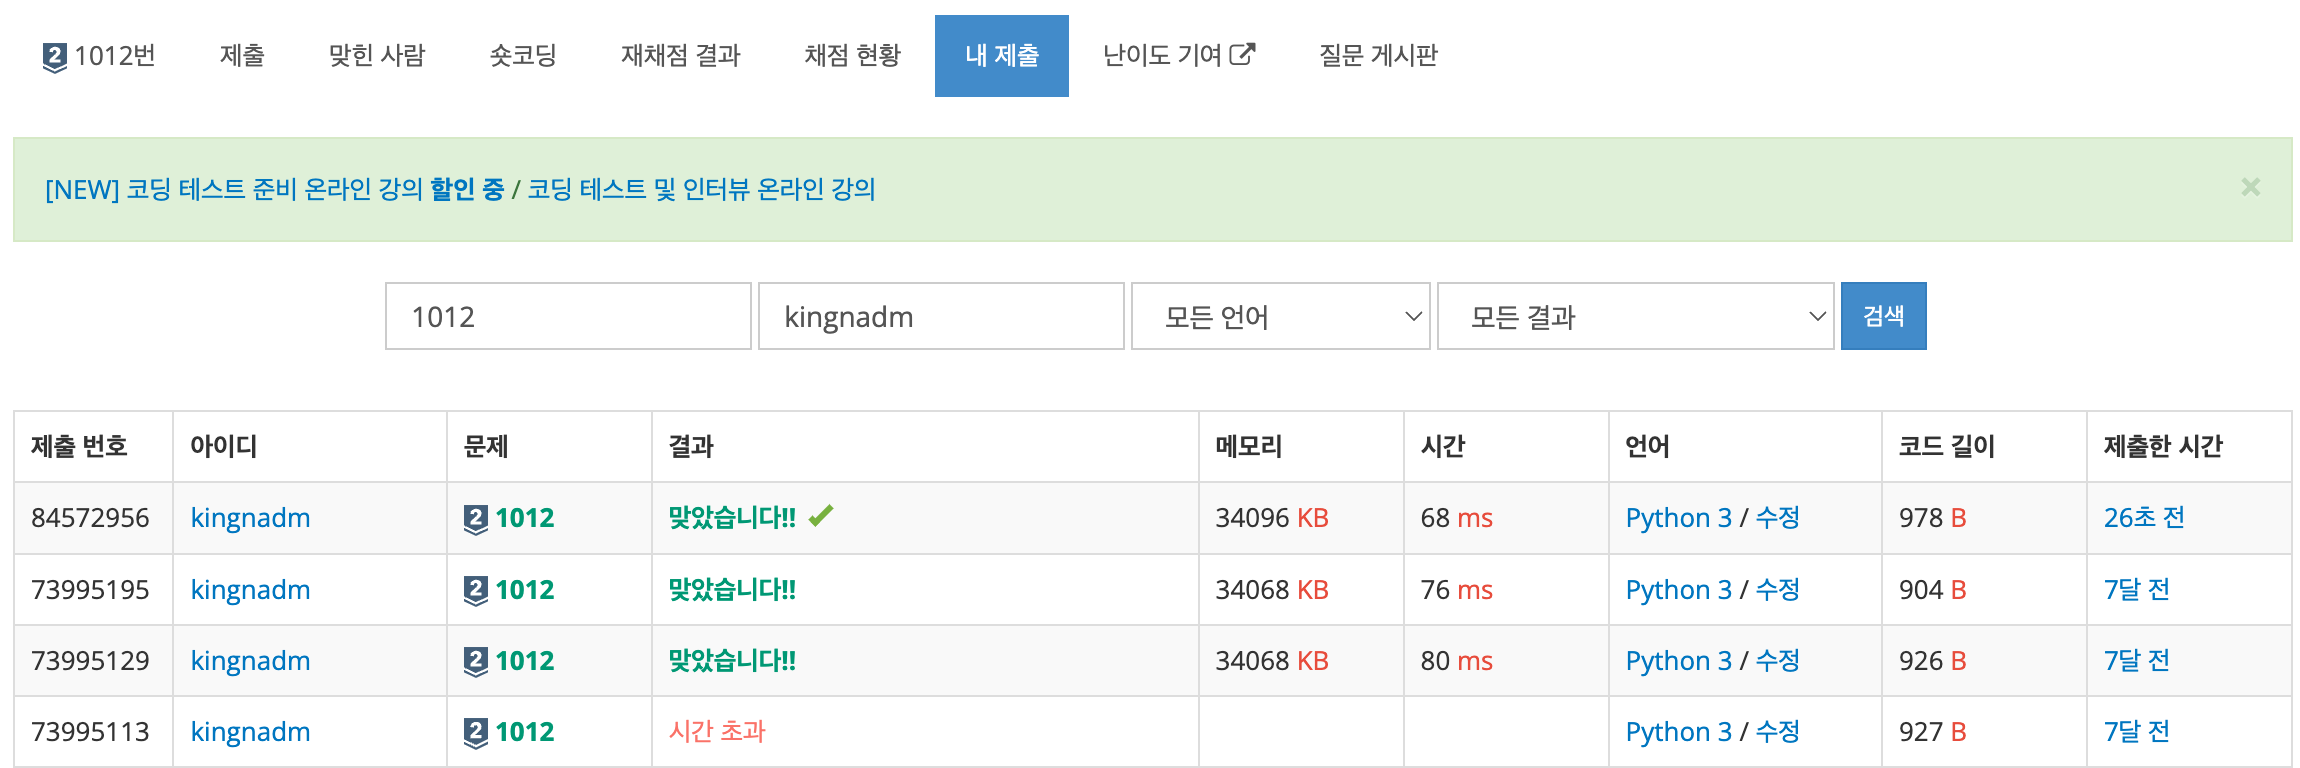 2 1012번 제출 맞힌 사람 숏코딩 재채점 결과 채점 현황 내 제출 난이도 기여 질문 게시판
[NEW] 코딩 테스트 준비 온라인 강의 할인 중 / 코딩 테스트 및 인터뷰 온라인 강의 ×
1012 kingnadm 모든 언어 모든 결과 검색
제출 번호 아이디 문제 결과 메모리 시간 언어 코드 길이 제출한 시간
84572956 kingnadm 2 1012 맞았습니다!! 34096 KB 68 ms Python 3 / 수정 978 B 26초 전
73995195 kingnadm 2 1012 맞았습니다!! 34068 KB 76 ms Python 3 / 수정 904 B 7달 전
73995129 kingnadm 2 1012 맞았습니다!! 34068 KB 80 ms Python 3 / 수정 926 B 7달 전
73995113 kingnadm 2 1012 시간 초과 Python 3 / 수정 927 B 7달 전